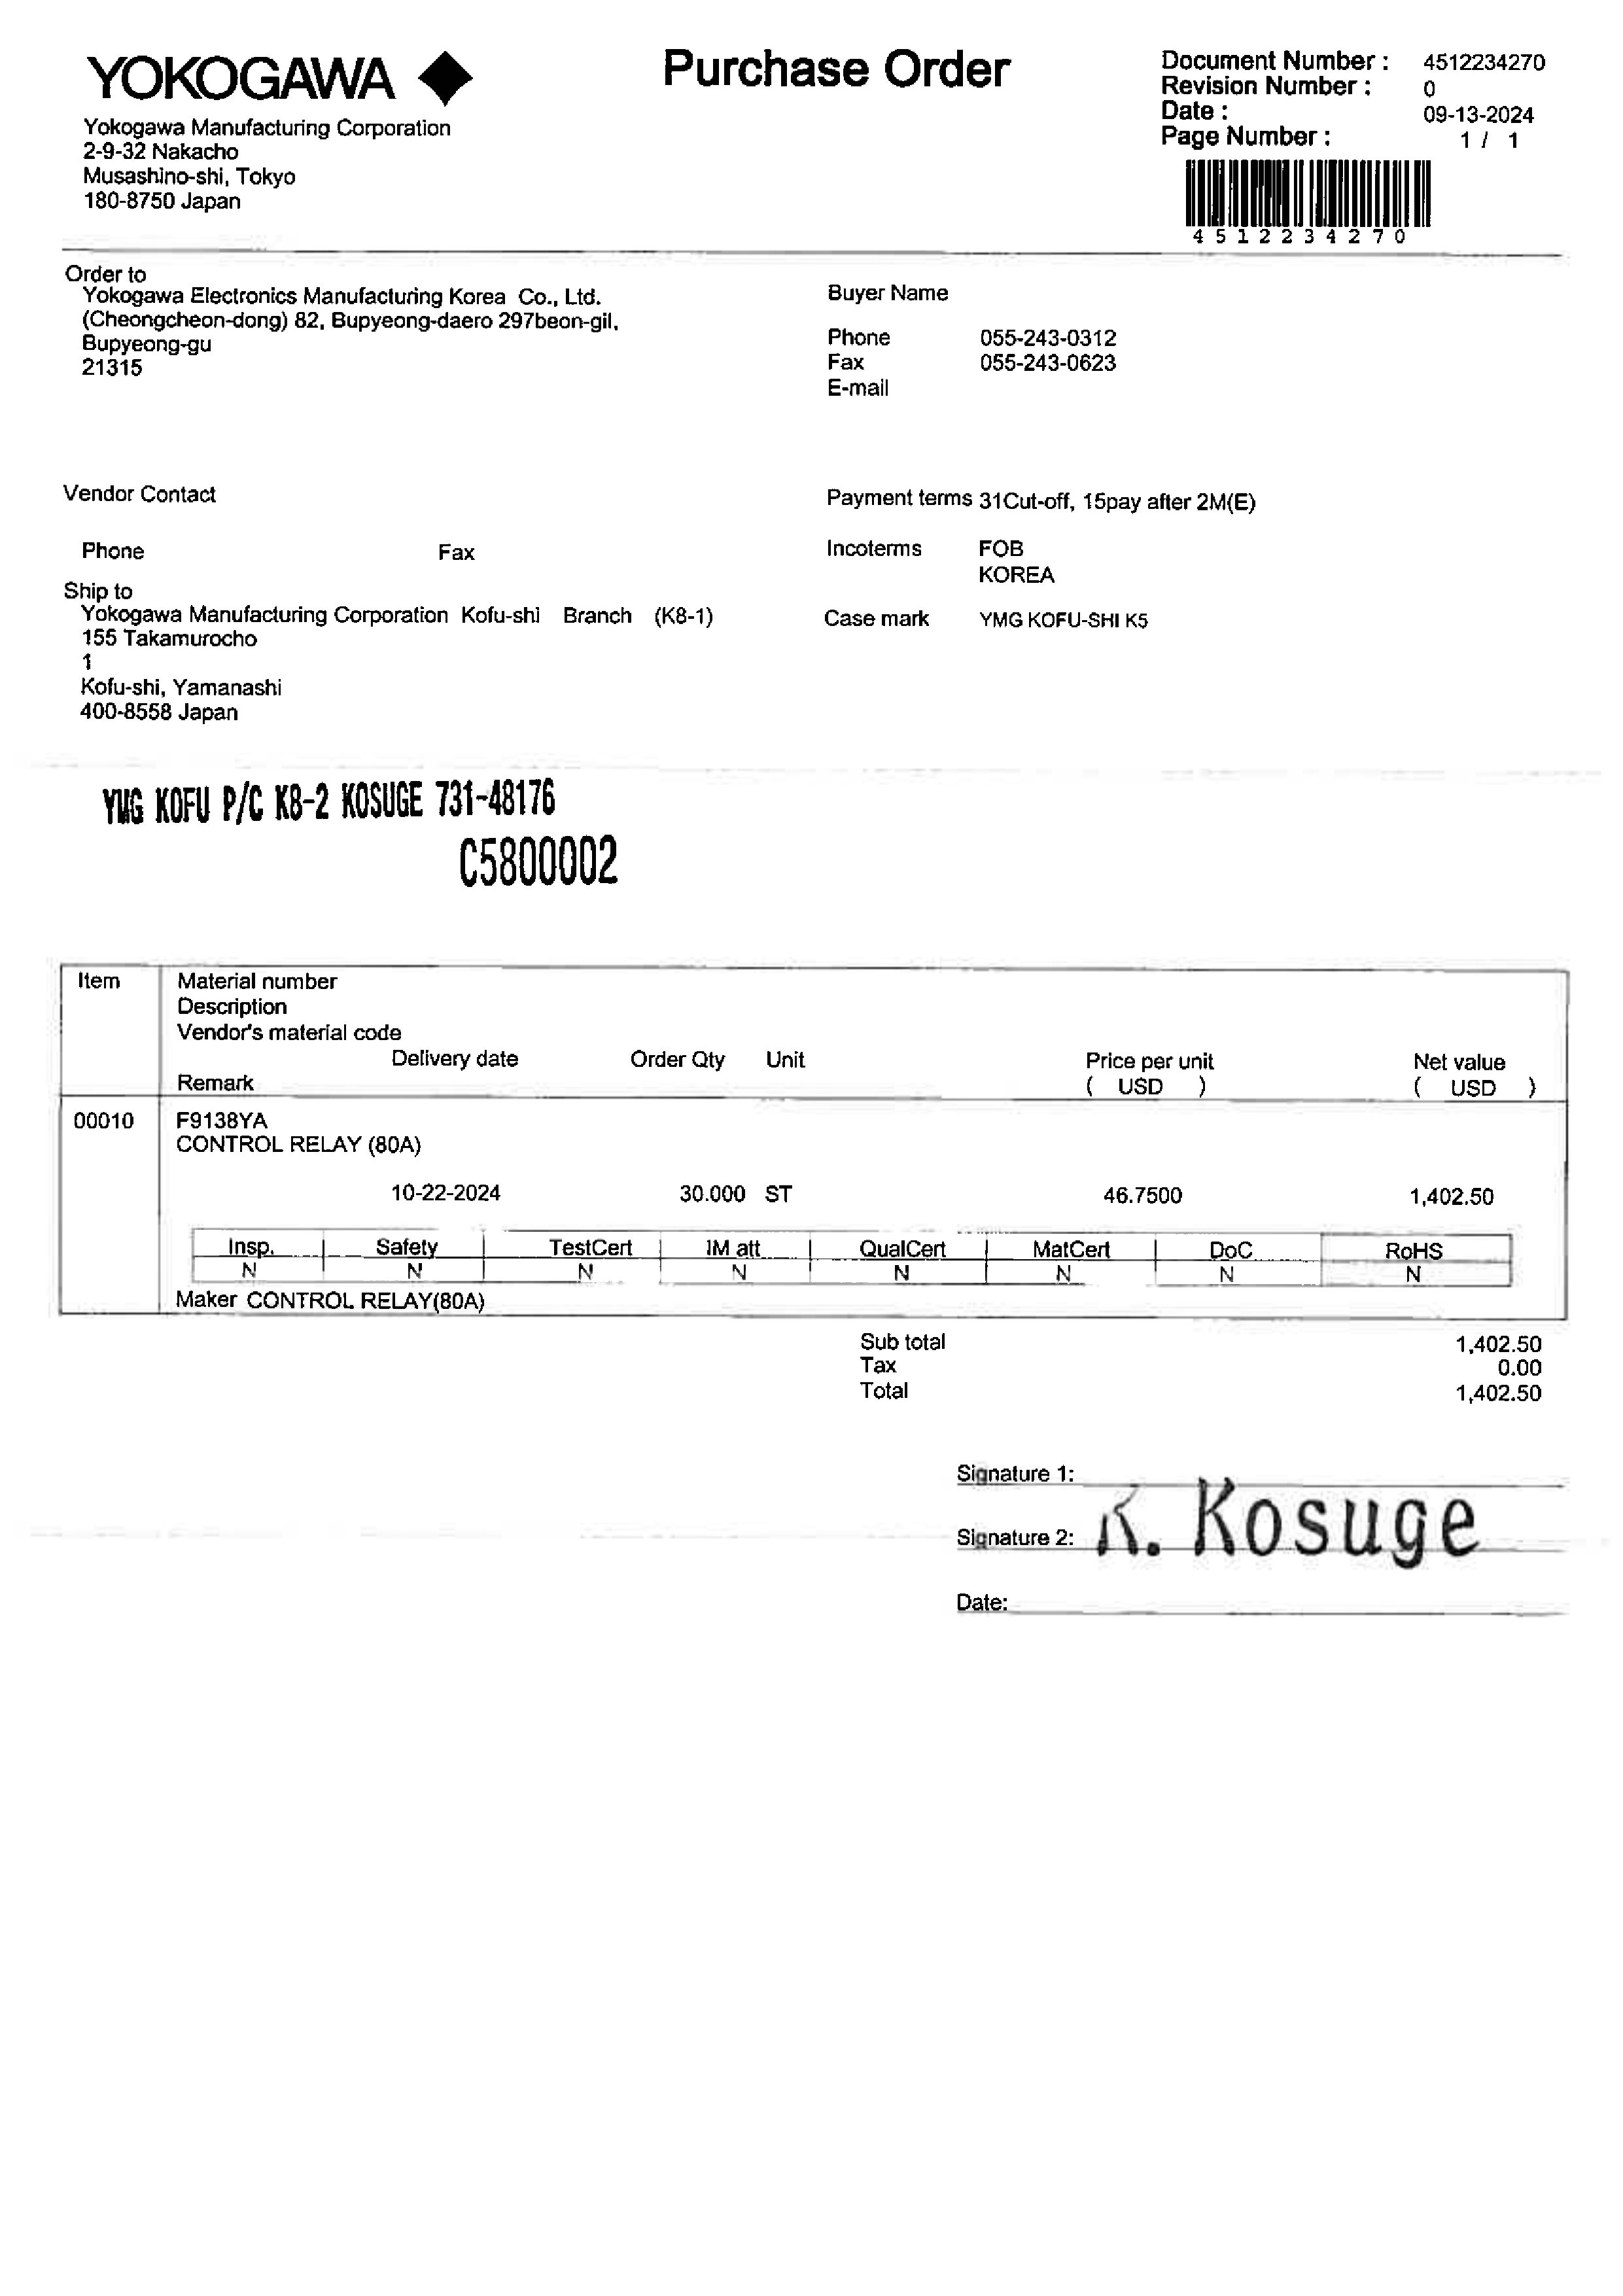 YOKOGAWA
Purchase Order
Document Number : 4512234270
Revision Number : 0
Date : 09-13-2024
Page Number : 1 / 1
4512234270
Yokogawa Manufacturing Corporation
2-9-32 Nakacho
Musashino-shi, Tokyo
180-8750 Japan
Order to
Yokogawa Electronics Manufacturing Korea Co., Ltd.
(Cheongcheon-dong) 82, Bupyeong-daero 297beon-gil,
Bupyeong-gu
21315
Buyer Name
Phone 055-243-0312
Fax 055-243-0623
E-mail
Vendor Contact
Phone Fax
Payment terms 31Cut-off, 15pay after 2M(E)
Incoterms FOB
KOREA
Case mark YMG KOFU-SHI K5
Ship to
Yokogawa Manufacturing Corporation Kofu-shi Branch (K8-1)
155 Takamurocho
1
Kofu-shi, Yamanashi
400-8558 Japan
YMG KOFU P/C K8-2 KOSUGE 731-48176
C5800002
Item Material number
Description
Vendor's material code
Delivery date Order Qty Unit Price per unit Net value
Remark ( USD ) ( USD )
00010 F9138YA
CONTROL RELAY (80A)
10-22-2024 30.000 ST 46.7500 1,402.50
Insp. Safety TestCert IM att QualCert MatCert DoC RoHS
N N N N N N N N
Maker CONTROL RELAY(80A)
Sub total 1,402.50
Tax 0.00
Total 1,402.50
Signature 1:
Signature 2: K. Kosuge
Date: